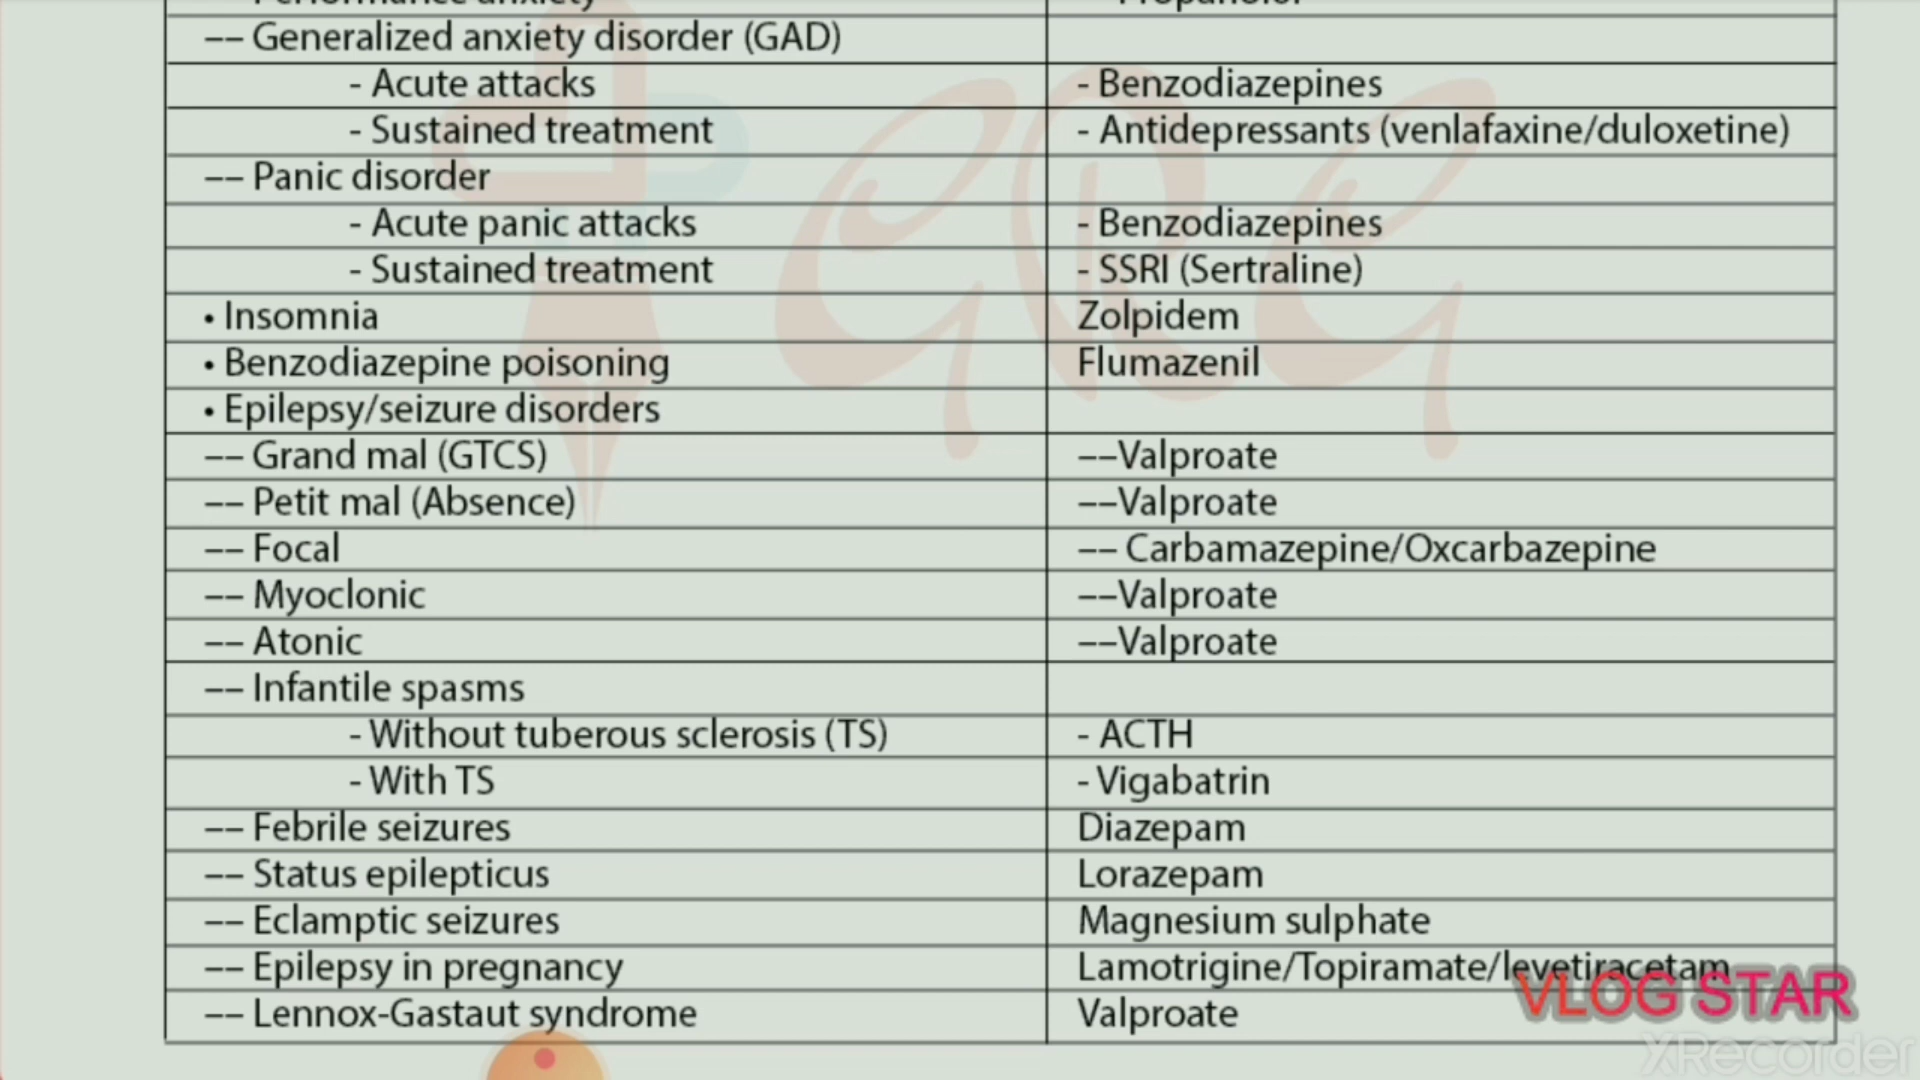 -- Performance anxiety - Propanolol
-- Generalized anxiety disorder (GAD)
- Acute attacks - Benzodiazepines
- Sustained treatment - Antidepressants (venlafaxine/duloxetine)
-- Panic disorder
- Acute panic attacks - Benzodiazepines
- Sustained treatment - SSRI (Sertraline)
• Insomnia Zolpidem
• Benzodiazepine poisoning Flumazenil
• Epilepsy/seizure disorders
-- Grand mal (GTCS) --Valproate
-- Petit mal (Absence) --Valproate
-- Focal -- Carbamazepine/Oxcarbazepine
-- Myoclonic --Valproate
-- Atonic --Valproate
-- Infantile spasms
- Without tuberous sclerosis (TS) - ACTH
- With TS - Vigabatrin
-- Febrile seizures Diazepam
-- Status epilepticus Lorazepam
-- Eclamptic seizures Magnesium sulphate
-- Epilepsy in pregnancy Lamotrigine/Topiramate/levetiracetam
-- Lennox-Gastaut syndrome Valproate
VLOG STAR
XRecorder